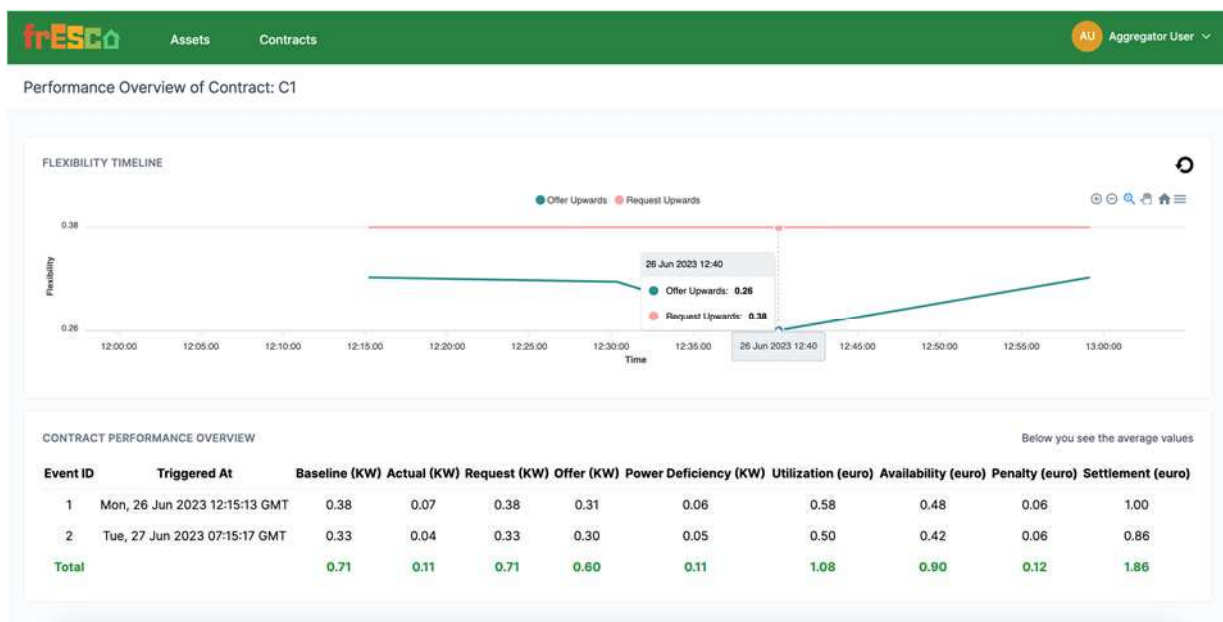 frESCo
Assets Contracts AU Aggregator User
Performance Overview of Contract: C1
FLEXIBILITY TIMELINE
Offer Upwards Request Upwards
0.38
Flexibility
0.26
26 Jun 2023 12:40
Offer Upwards: 0.26
Request Upwards: 0.38
12:00:00 12:05:00 12:10:00 12:15:00 12:20:00 12:25:00 12:30:00 12:35:00 26 Jun 2023 12:40 12:45:00 12:50:00 12:55:00 13:00:00
Time
CONTRACT PERFORMANCE OVERVIEW Below you see the average values
Event ID Triggered At Baseline (KW) Actual (KW) Request (KW) Offer (KW) Power Deficiency (KW) Utilization (euro) Availability (euro) Penalty (euro) Settlement (euro)
1 Mon, 26 Jun 2023 12:15:13 GMT 0.38 0.07 0.38 0.31 0.06 0.58 0.48 0.06 1.00
2 Tue, 27 Jun 2023 07:15:17 GMT 0.33 0.04 0.33 0.30 0.05 0.50 0.42 0.06 0.86
Total 0.71 0.11 0.71 0.60 0.11 1.08 0.90 0.12 1.86